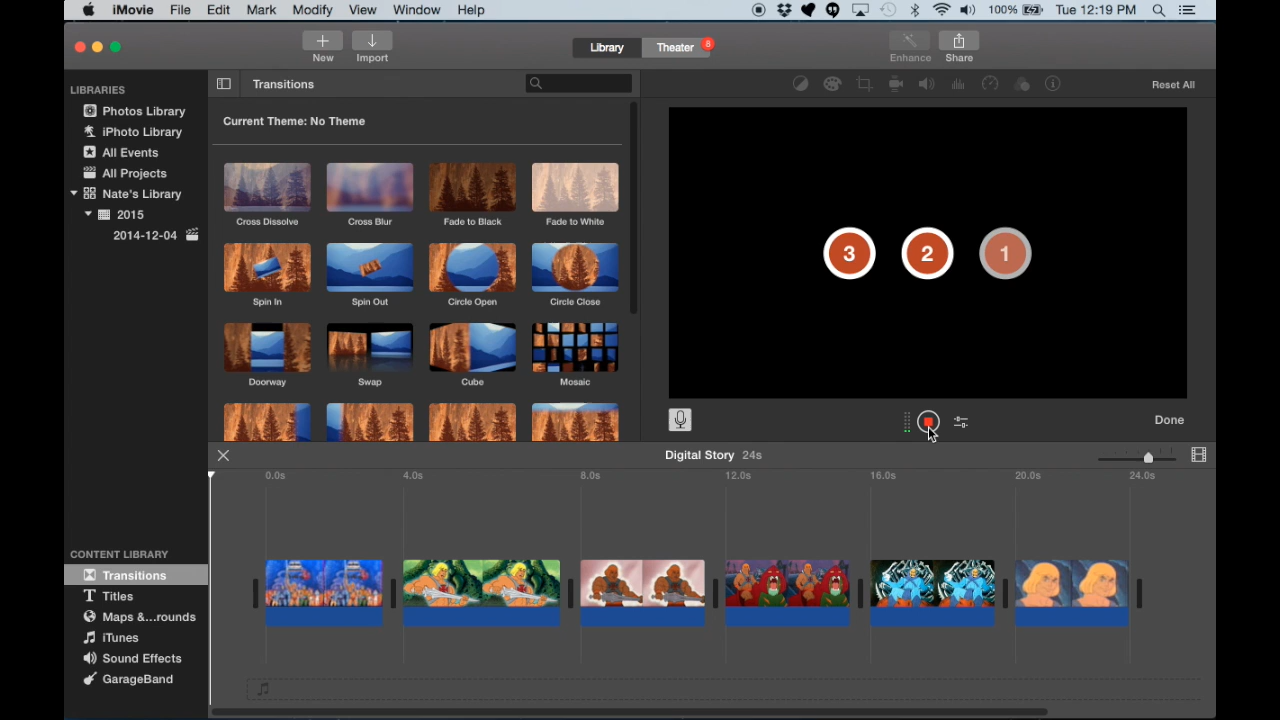 iMovie File Edit Mark Modify View Window Help 100% Tue 12:19 PM
New Import Library Theater 8 Enhance Share
LIBRARIES
Photos Library
iPhoto Library
All Events
All Projects
Nate's Library
2015
2014-12-04
CONTENT LIBRARY
Transitions
Titles
Maps &...rounds
iTunes
Sound Effects
GarageBand
Transitions
Current Theme: No Theme
Cross Dissolve Cross Blur Fade to Black Fade to White
Spin In Spin Out Circle Open Circle Close
Doorway Swap Cube Mosaic
Reset All
3 2 1
Done
Digital Story 24s
0.0s 4.0s 8.0s 12.0s 16.0s 20.0s 24.0s